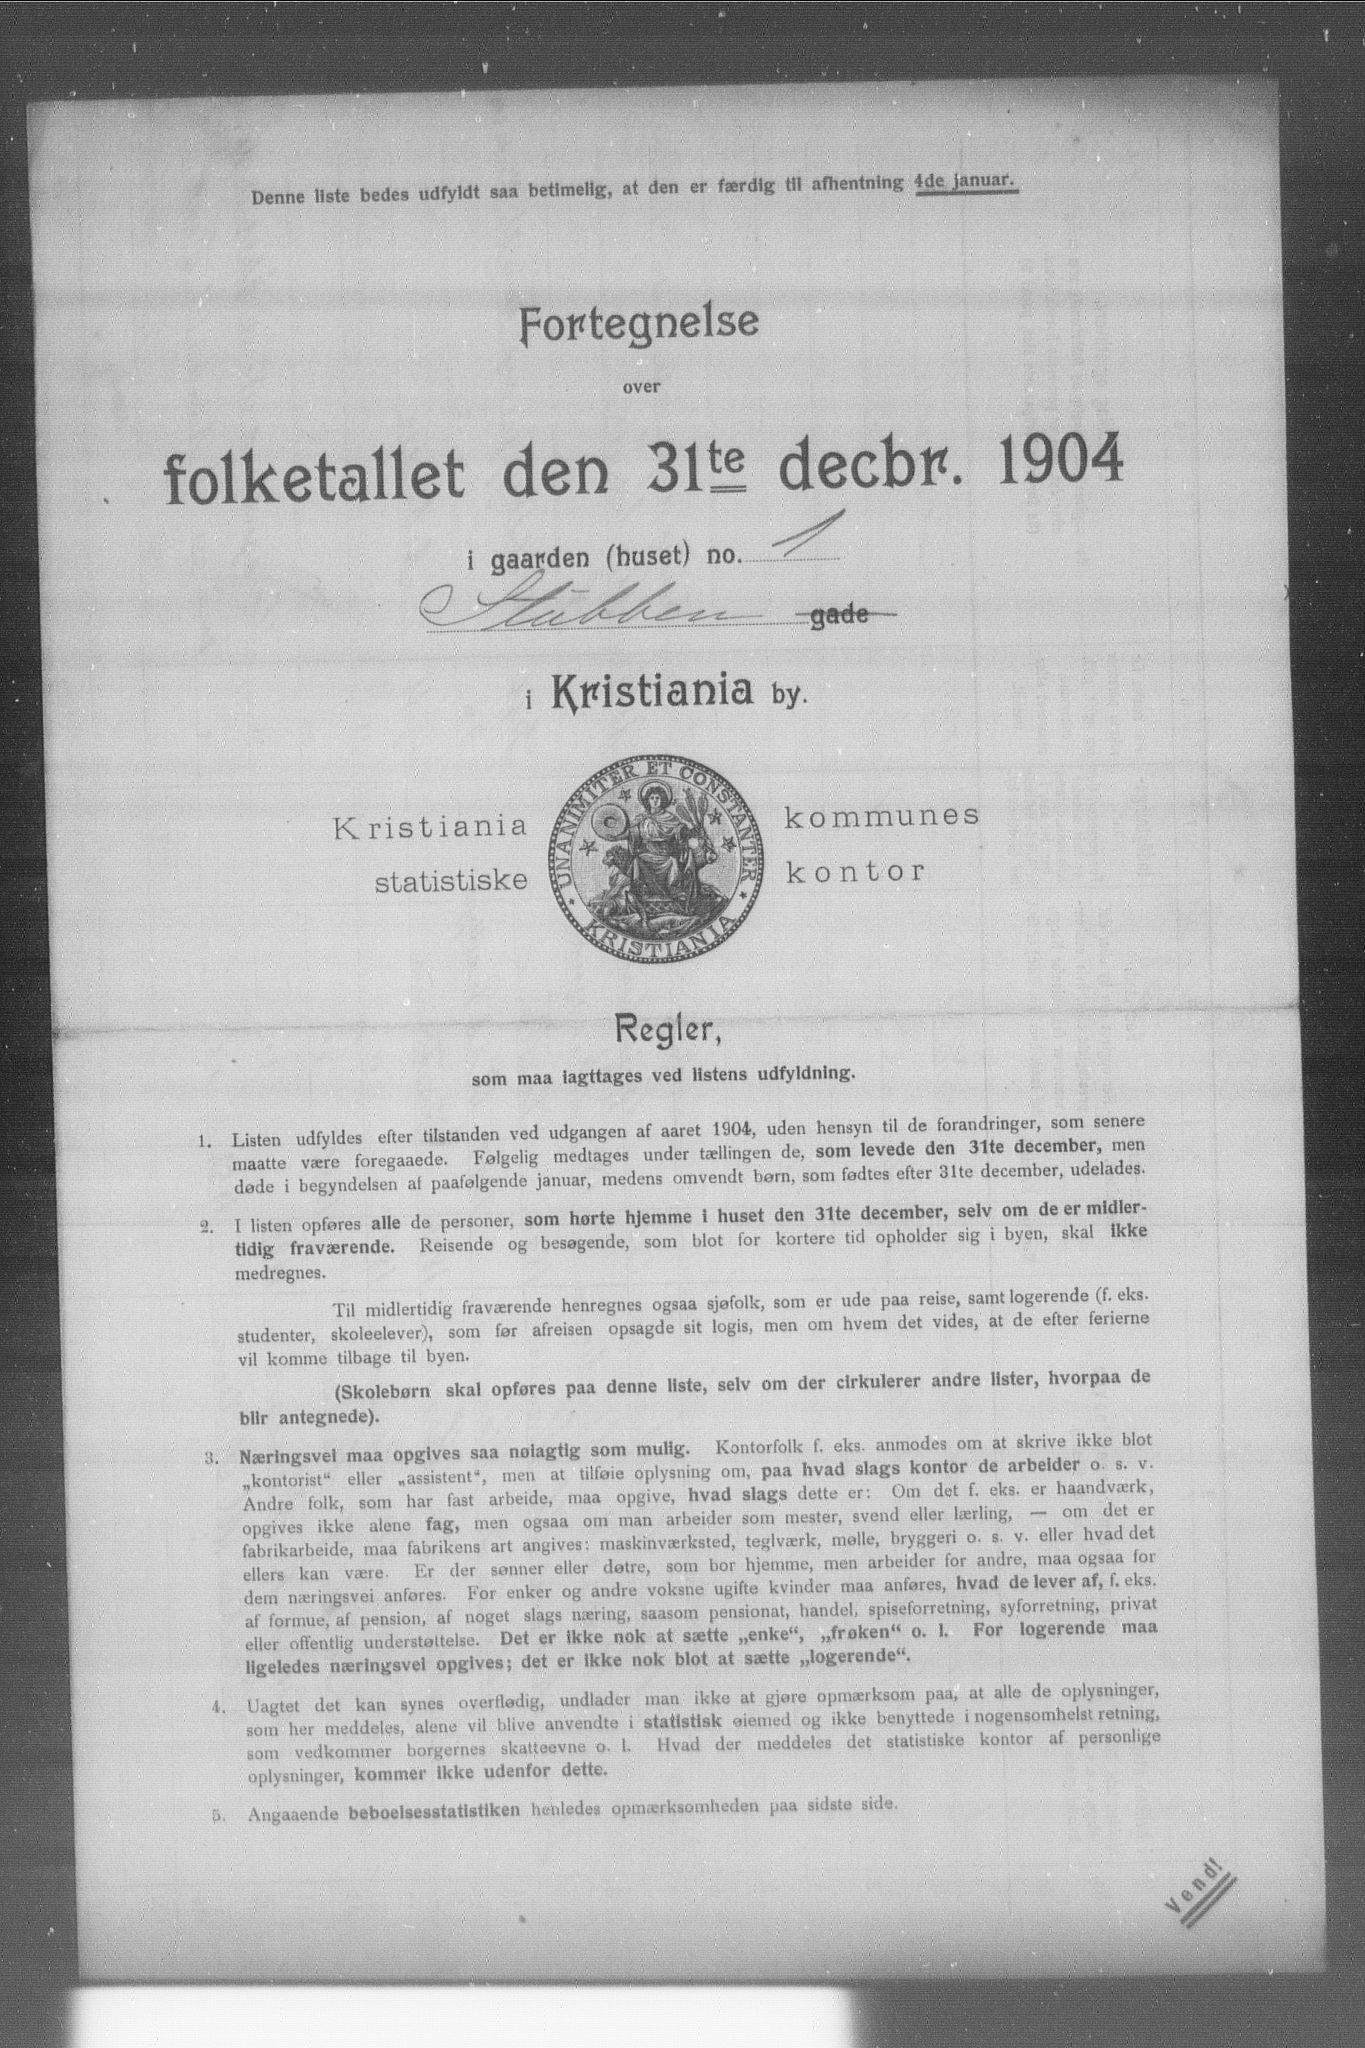 Denne liste bedes udfyldt saa betimelig, at den er færdig til afhentning 4de januar.
Fortegnelse
over
folketallet den 31te decbr. 1904
i gaarden (huset) no. 1
Stubben gade
i Kristiania by.
UNANIMITER ET CONSTANTER
KRISTIANIA
Kristiania kommunes
statistiske kontor
Regler,
som maa iagttages ved listens udfyldning.
1. Listen udfyldes efter tilstanden ved udgangen af aaret 1904, uden hensyn til de forandringer, som senere
maatte være foregaaede. Følgelig medtages under tællingen de, som levede den 31te december, men
døde i begyndelsen af paafølgende januar, medens omvendt børn, som fødtes efter 31te december, udelades.
2. I listen opføres alle de personer, som hørte hjemme i huset den 31te december, selv om de er midler-
tidig fraværende. Reisende og besøgende, som blot for kortere tid opholder sig i byen, skal ikke
medregnes.
Til midlertidig fraværende henregnes ogsaa sjøfolk, som er ude paa reise, samt logerende (f. eks.
studenter, skoleelever), som før afreisen opsagde sit logis, men om hvem det vides, at de efter ferierne
vil komme tilbage til byen.
(Skolebørn skal opføres paa denne liste, selv om der cirkulerer andre lister, hvorpaa de
blir antegnede).
3. Næringsvei maa opgives saa nøiagtig som mulig. Kontorfolk f. eks. anmodes om at skrive ikke blot
„kontorist“ eller „assistent“, men at tilføie oplysning om, paa hvad slags kontor de arbeider o. s. v.
Andre folk, som har fast arbeide, maa opgive, hvad slags dette er: Om det f. eks. er haandværk,
opgives ikke alene fag, men ogsaa om man arbeider som mester, svend eller lærling, — om det er
fabrikarbeide, maa fabrikens art angives: maskinværksted, teglværk, mølle, bryggeri o. s. v. eller hvad det
ellers kan være. Er der sønner eller døtre, som bor hjemme, men arbeider for andre, maa ogsaa for
dem næringsvei anføres. For enker og andre voksne ugifte kvinder maa anføres, hvad de lever af, f. eks.
af formue, af pension, af noget slags næring, saasom pensionat, handel, spiseforretning, syforretning, privat
eller offentlig understøttelse. Det er ikke nok at sætte „enke“, „frøken“ o. l. For logerende maa
ligeledes næringsvei opgives; det er ikke nok blot at sætte „logerende“.
4. Uagtet det kan synes overflødig, undlader man ikke at gjøre opmærksom paa, at alle de oplysninger,
som her meddeles, alene vil blive anvendte i statistisk øiemed og ikke benyttede i nogensomhelst retning,
som vedkommer borgernes skatteevne o. l. Hvad der meddeles det statistiske kontor af personlige
oplysninger, kommer ikke udenfor dette.
5. Angaaende beboelsesstatistiken henledes opmærksomheden paa sidste side.
Vend!